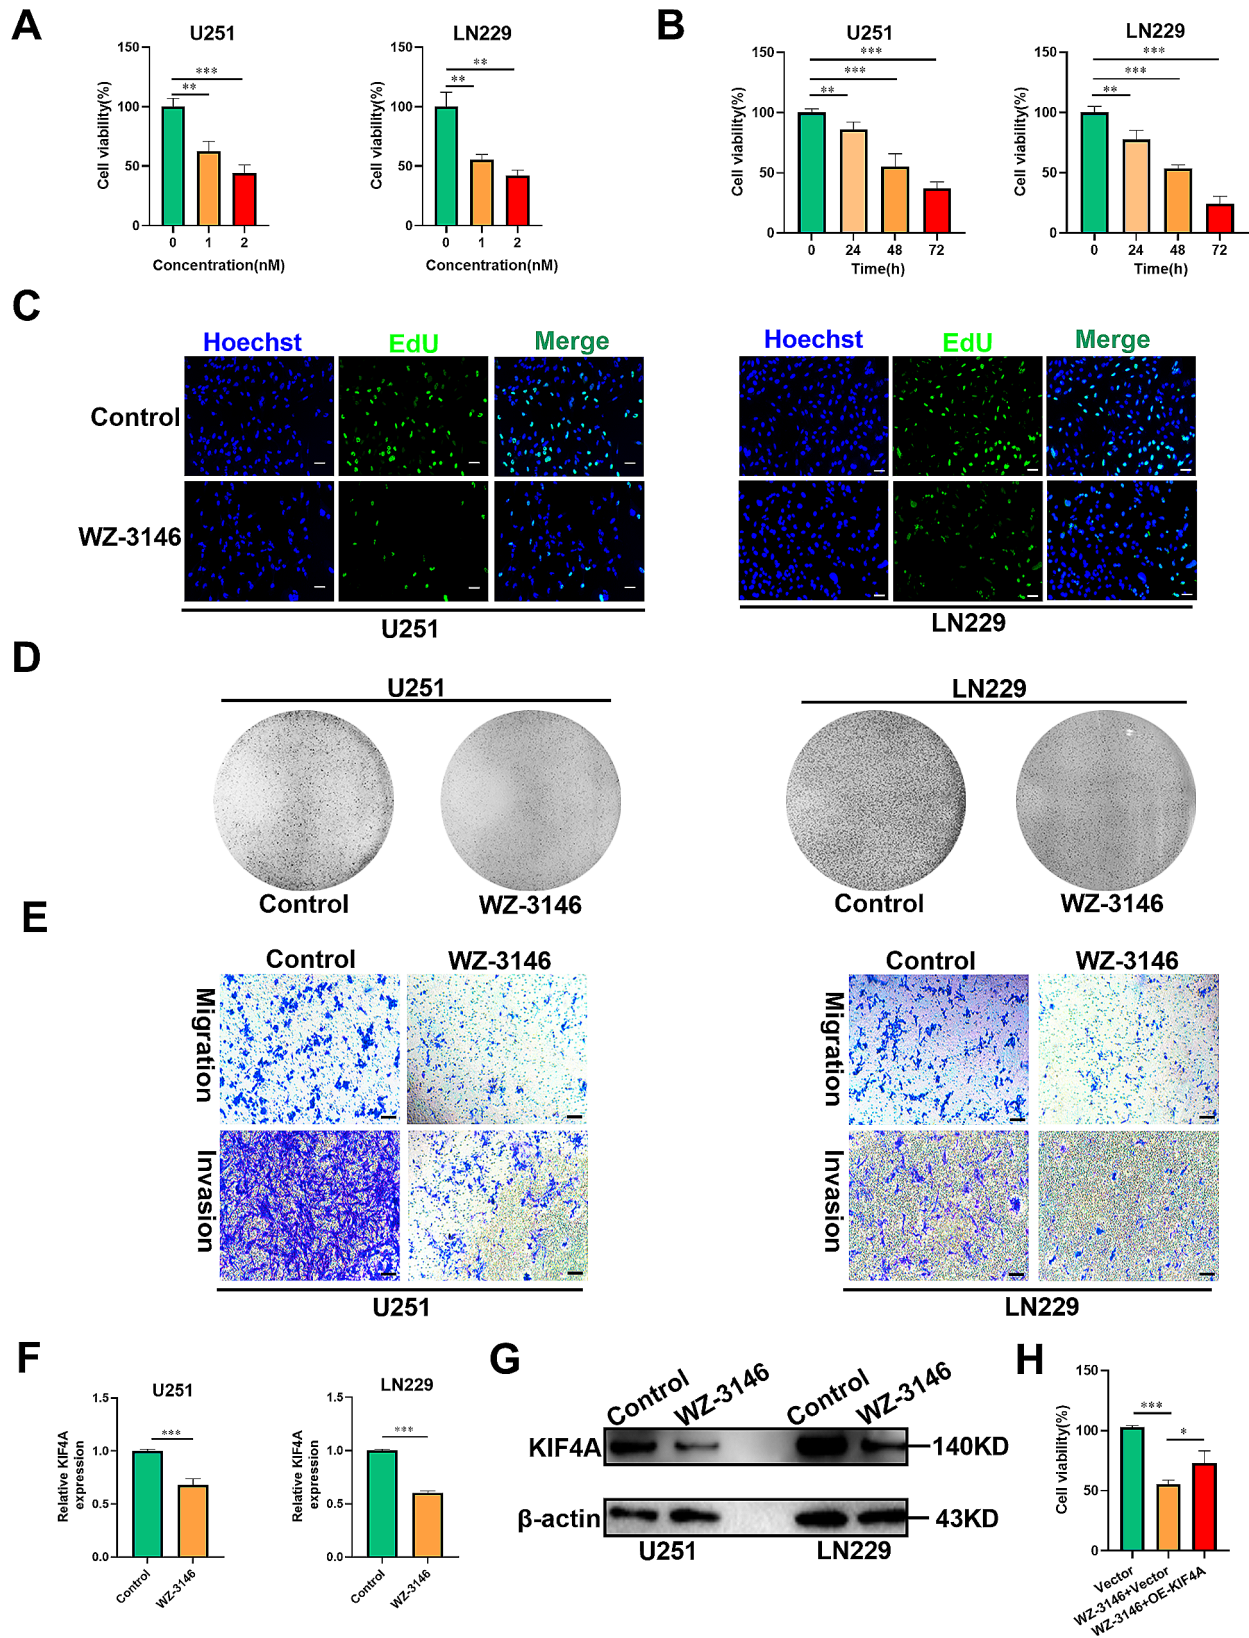 A
U251
Cell viability(%)
150
100
50
0
**
***
0 1 2
Concentration(nM)
LN229
Cell viability(%)
150
100
50
0
**
**
0 1 2
Concentration(nM)
B
U251
Cell viability(%)
150
100
50
0
***
***
**
0 24 48 72
Time(h)
LN229
Cell viability(%)
150
100
50
0
***
***
**
0 24 48 72
Time(h)
C
Hoechst EdU Merge
Hoechst EdU Merge
Control
WZ-3146
U251
LN229
D
U251
LN229
Control WZ-3146
Control WZ-3146
E
Control WZ-3146
Control WZ-3146
Migration
Migration
Invasion
Invasion
U251
LN229
F
U251
Relative KIF4A
expression
1.5
1.0
0.5
0.0
***
Control
WZ-3146
LN229
Relative KIF4A
expression
1.5
1.0
0.5
0.0
***
Control
WZ-3146
G
Control WZ-3146 Control WZ-3146
KIF4A 140KD
β-actin 43KD
U251 LN229
H
Cell viability(%)
150
100
50
0
***
*
Vector
WZ-3146+Vector
WZ-3146+OE-KIF4A